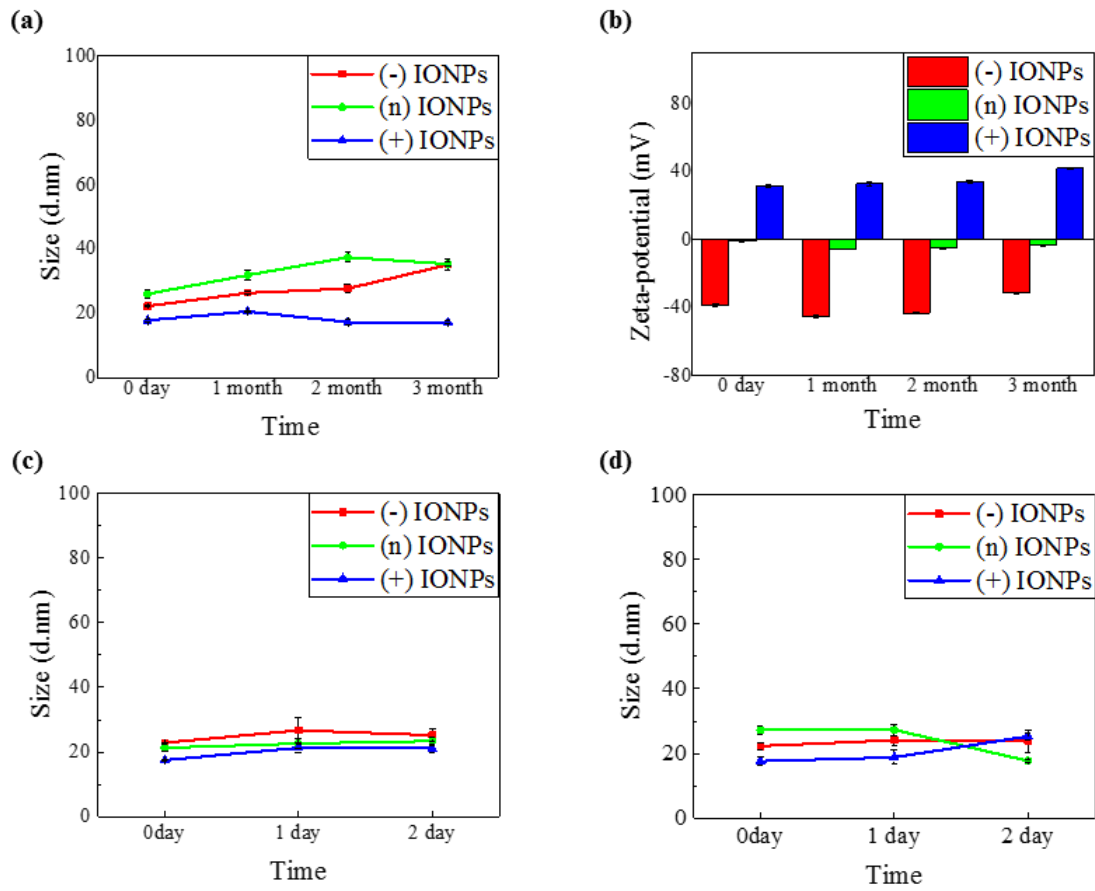 (a)
100
80
60
40
20
0
Size (d.nm)
(-) IONPs
(n) IONPs
(+) IONPs
0 day 1 month 2 month 3 month
Time
(b)
80
40
0
-40
-80
Zeta-potential (mV)
(-) IONPs
(n) IONPs
(+) IONPs
0 day 1 month 2 month 3 month
Time
(c)
100
80
60
40
20
0
Size (d.nm)
(-) IONPs
(n) IONPs
(+) IONPs
0day 1 day 2 day
Time
(d)
100
80
60
40
20
0
Size (d.nm)
(-) IONPs
(n) IONPs
(+) IONPs
0day 1 day 2 day
Time